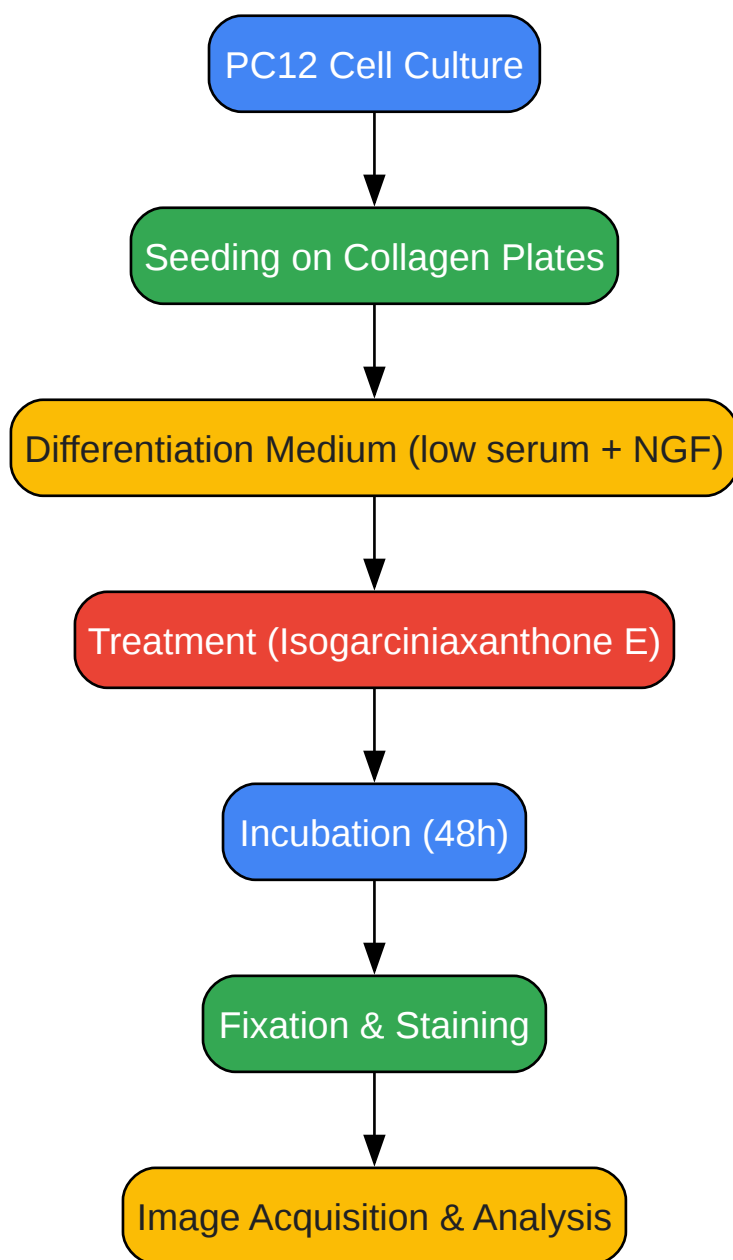 PC12 Cell Culture
Seeding on Collagen Plates
Differentiation Medium (low serum + NGF)
Treatment (Isogarciniaxanthone E)
Incubation (48h)
Fixation & Staining
Image Acquisition & Analysis